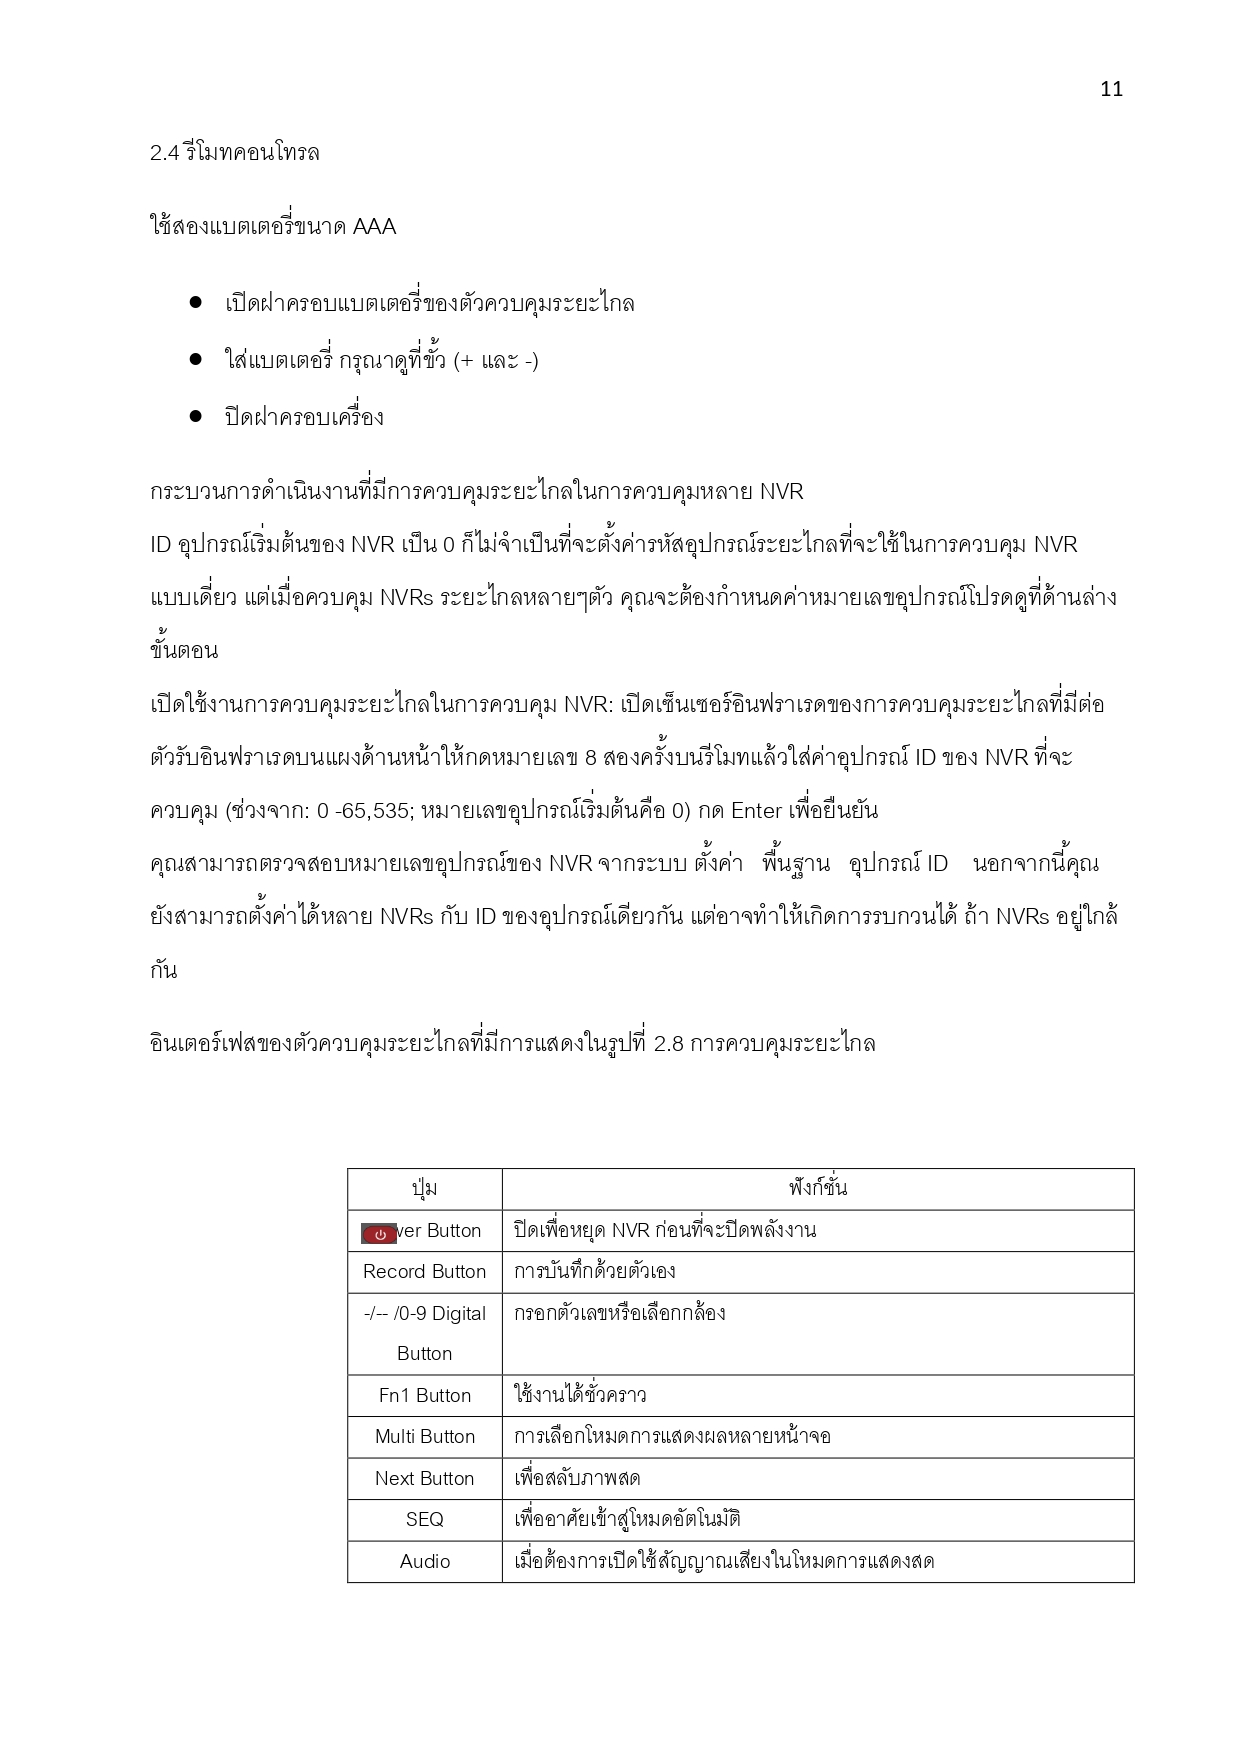 11
2.4 รีโมทคอนโทรล
ใช้สองแบตเตอรี่ขนาด AAA
● เปิดฝาครอบแบตเตอรี่ของตัวควบคุมระยะไกล
● ใส่แบตเตอรี่ กรุณาดูที่ขั้ว (+ และ -)
● ปิดฝาครอบเครื่อง
กระบวนการดำเนินงานที่มีการควบคุมระยะไกลในการควบคุมหลาย NVR
ID อุปกรณ์เริ่มต้นของ NVR เป็น 0 ก็ไม่จำเป็นที่จะตั้งค่ารหัสอุปกรณ์ระยะไกลที่จะใช้ในการควบคุม NVR
แบบเดี่ยว แต่เมื่อควบคุม NVRs ระยะไกลหลายๆตัว คุณจะต้องกำหนดค่าหมายเลขอุปกรณ์โปรดดูที่ด้านล่าง
ขั้นตอน
เปิดใช้งานการควบคุมระยะไกลในการควบคุม NVR: เปิดเซ็นเซอร์อินฟราเรดของการควบคุมระยะไกลที่มีต่อ
ตัวรับอินฟราเรดบนแผงด้านหน้าให้กดหมายเลข 8 สองครั้งบนรีโมทแล้วใส่ค่าอุปกรณ์ ID ของ NVR ที่จะ
ควบคุม (ช่วงจาก: 0 -65,535; หมายเลขอุปกรณ์เริ่มต้นคือ 0) กด Enter เพื่อยืนยัน
คุณสามารถตรวจสอบหมายเลขอุปกรณ์ของ NVR จากระบบ ตั้งค่า พื้นฐาน อุปกรณ์ ID นอกจากนี้คุณ
ยังสามารถตั้งค่าได้หลาย NVRs กับ ID ของอุปกรณ์เดียวกัน แต่อาจทำให้เกิดการรบกวนได้ ถ้า NVRs อยู่ใกล้
กัน
อินเตอร์เฟสของตัวควบคุมระยะไกลที่มีการแสดงในรูปที่ 2.8 การควบคุมระยะไกล
ปุ่ม ฟังก์ชั่น
wer Button ปิดเพื่อหยุด NVR ก่อนที่จะปิดพลังงาน
Record Button การบันทึกด้วยตัวเอง
-/-- /0-9 Digital กรอกตัวเลขหรือเลือกกล้อง
Button
Fn1 Button ใช้งานได้ชั่วคราว
Multi Button การเลือกโหมดการแสดงผลหลายหน้าจอ
Next Button เพื่อสลับภาพสด
SEQ เพื่ออาศัยเข้าสู่โหมดอัตโนมัติ
Audio เมื่อต้องการเปิดใช้สัญญาณเสียงในโหมดการแสดงสด